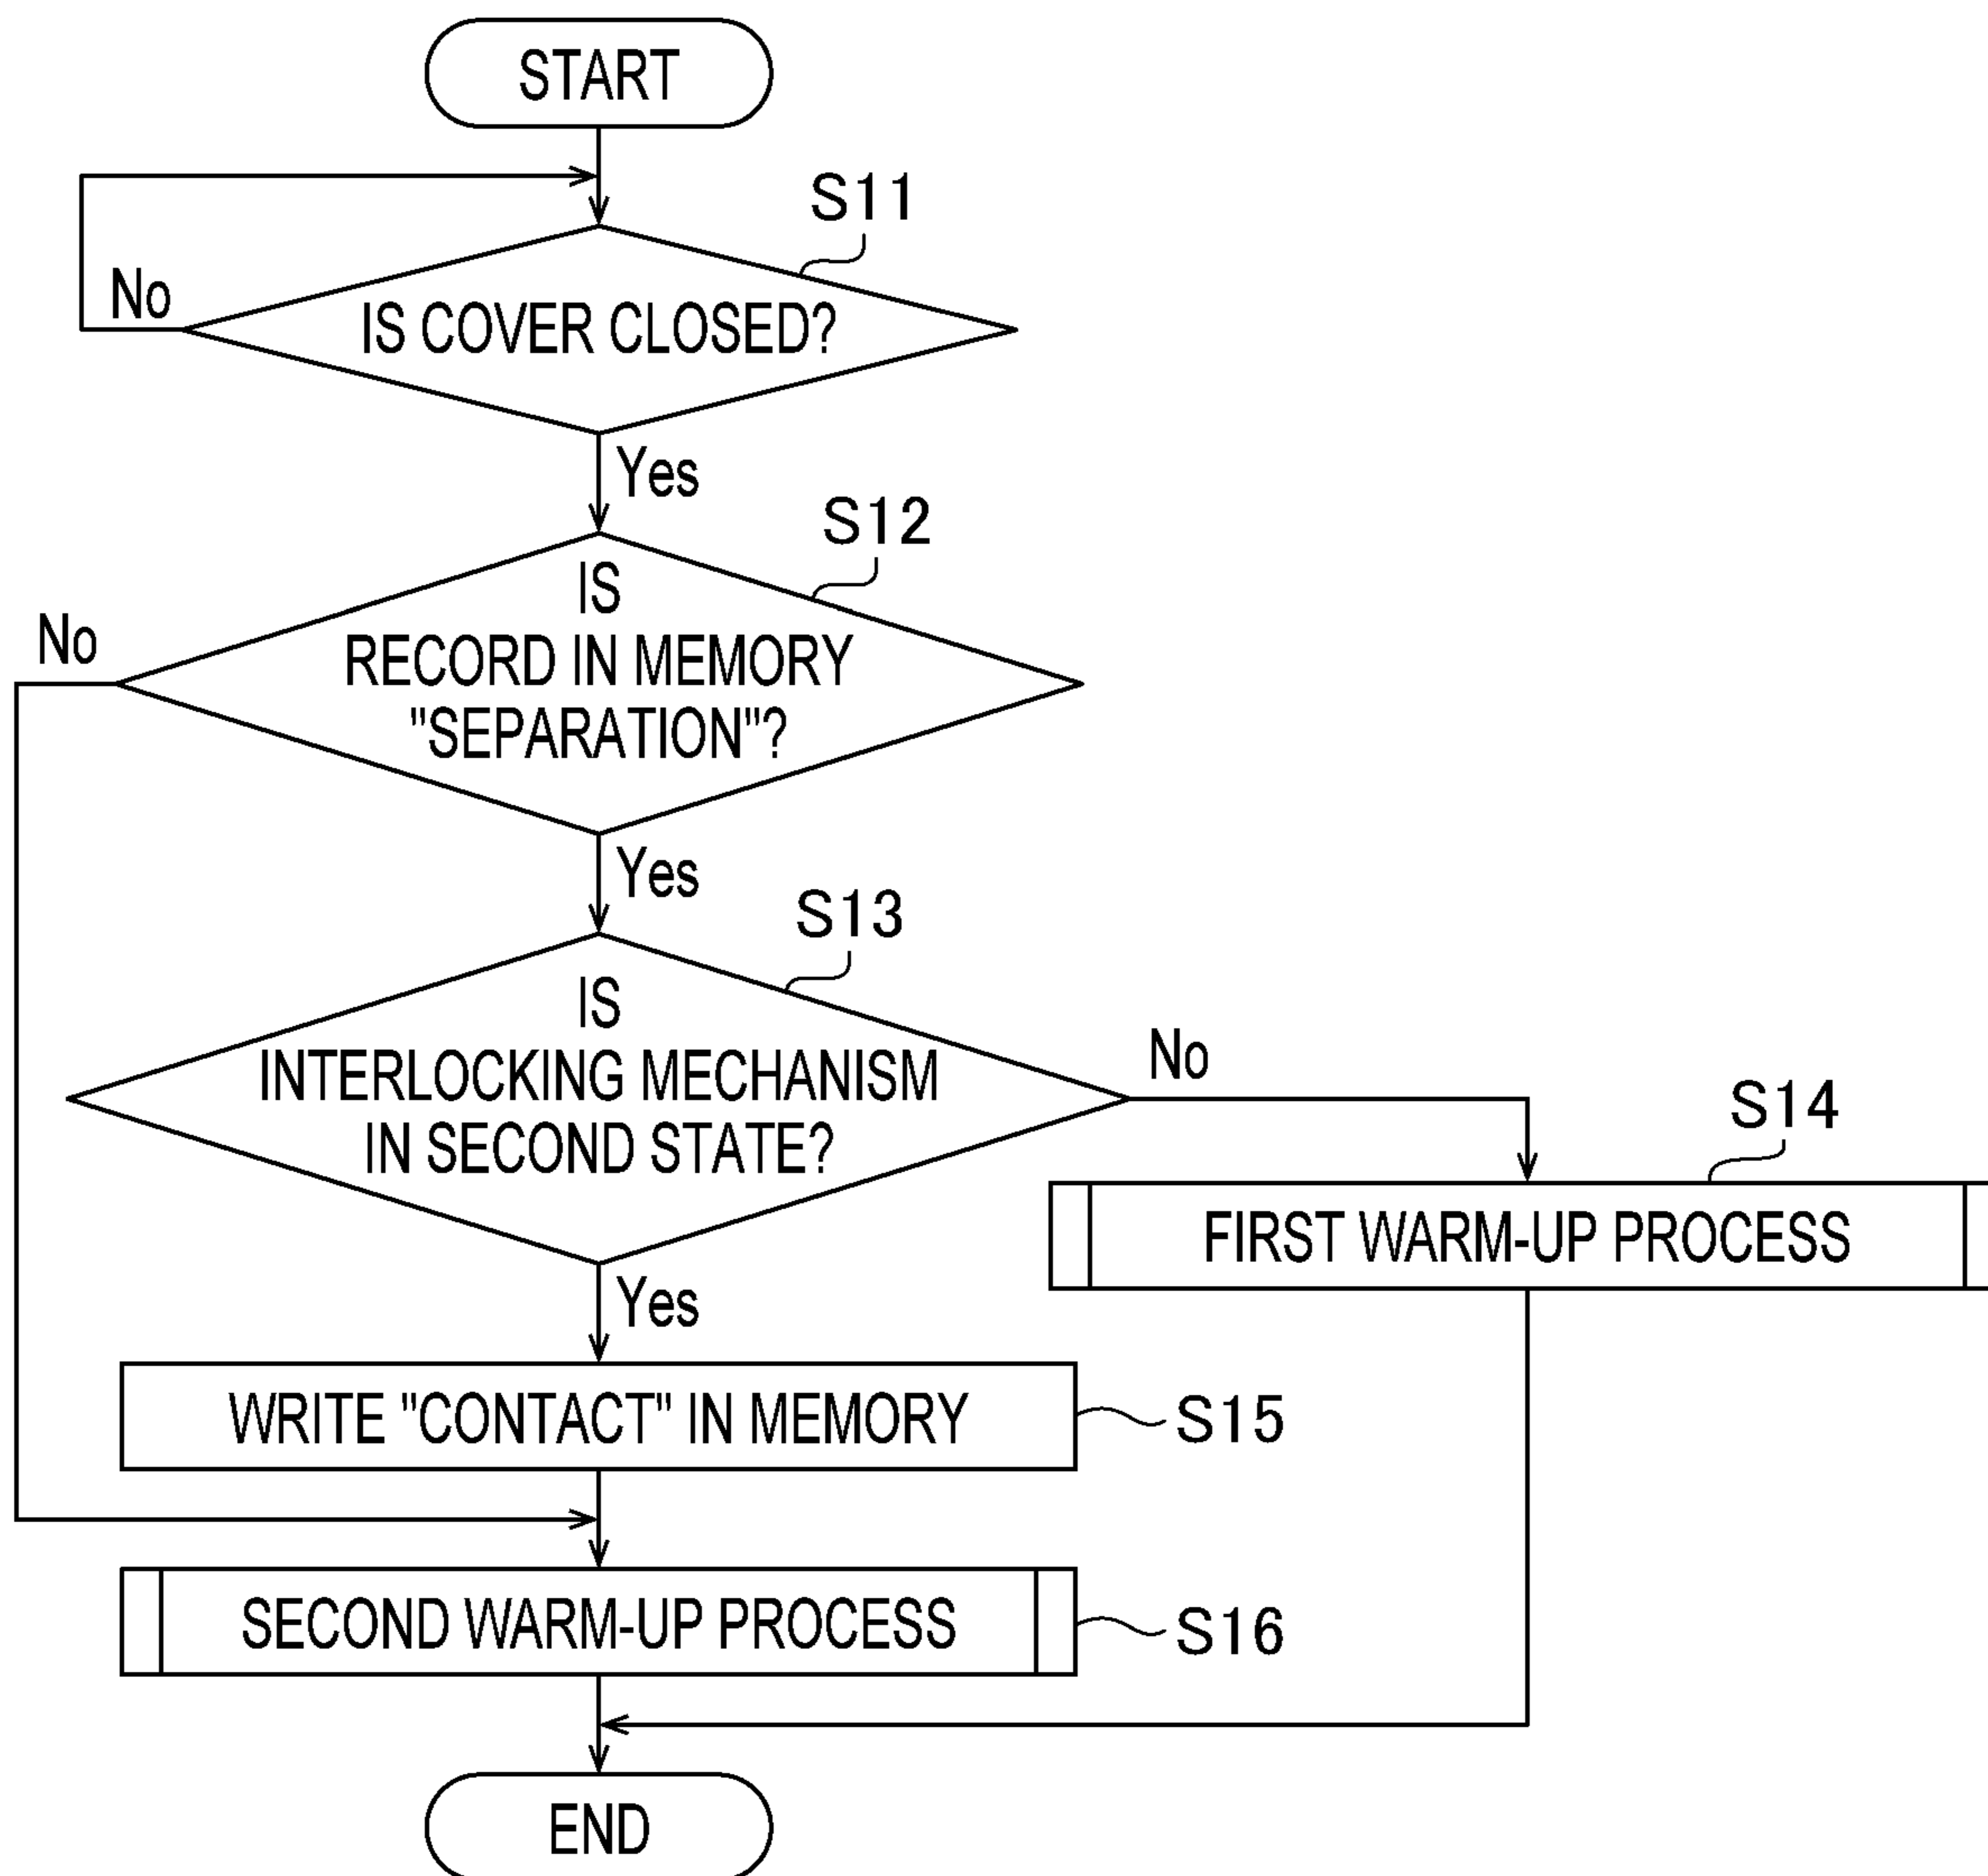 START
S11
No
IS COVER CLOSED?
Yes
S12
No
IS
RECORD IN MEMORY
"SEPARATION"?
Yes
S13
IS
INTERLOCKING MECHANISM
IN SECOND STATE?
No
S14
FIRST WARM-UP PROCESS
Yes
WRITE "CONTACT" IN MEMORY
S15
SECOND WARM-UP PROCESS
S16
END